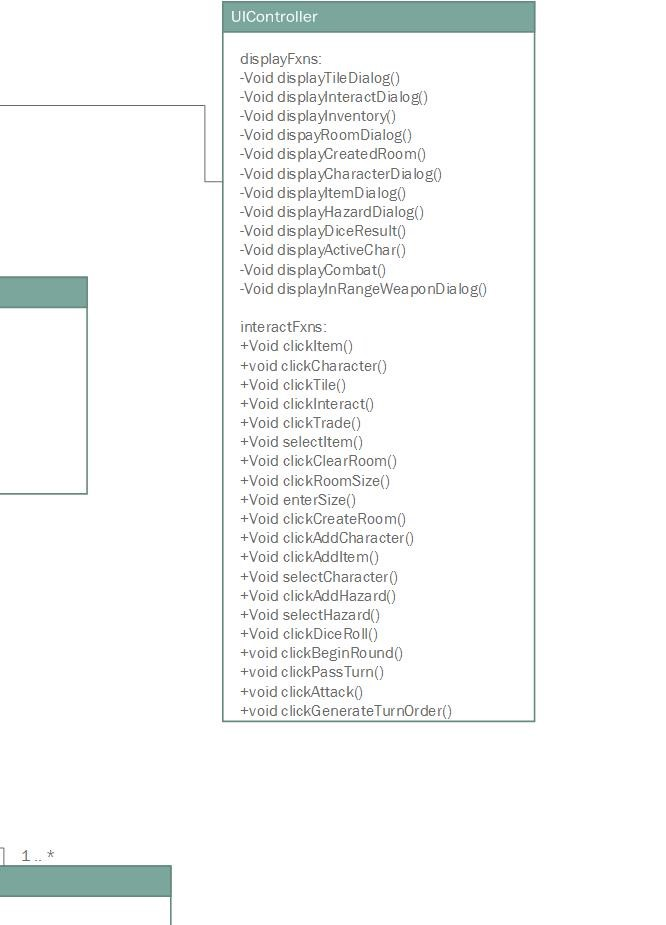 UIController
displayFxns:
-Void displayTileDialog()
-Void displayInteractDialog()
-Void displayInventory()
-Void dispayRoomDialog()
-Void displayCreatedRoom()
-Void displayCharacterDialog()
-Void displayItemDialog()
-Void displayHazardDialog()
-Void displayDiceResult()
-Void displayActiveChar()
-Void displayCombat()
-Void displayInRangeWeaponDialog()
interactFxns:
+Void clickItem()
+void clickCharacter()
+Void clickTile()
+Void clickInteract()
+Void clickTrade()
+Void selectItem()
+Void clickClearRoom()
+Void clickRoomSize()
+Void enterSize()
+Void clickCreateRoom()
+Void clickAddCharacter()
+Void clickAddItem()
+Void selectCharacter()
+Void clickAddHazard()
+Void selectHazard()
+Void clickDiceRoll()
+void clickBeginRound()
+void clickPassTurn()
+void clickAttack()
+void clickGenerateTurnOrder()
1..*